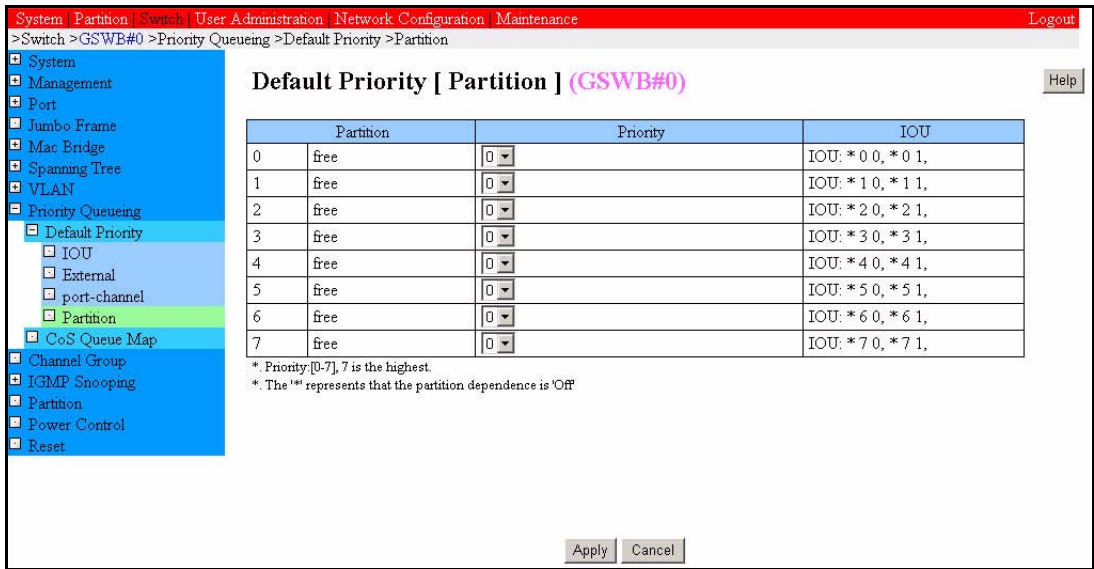 System | Partition | Switch | User Administration | Network Configuration | Maintenance Logout
>Switch >GSWB#0 >Priority Queueing >Default Priority >Partition
System
Management
Port
Jumbo Frame
Mac Bridge
Spanning Tree
VLAN
Priority Queueing
Default Priority
IOU
External
port-channel
Partition
CoS Queue Map
Channel Group
IGMP Snooping
Partition
Power Control
Reset
Default Priority [ Partition ] (GSWB#0)
Help
Partition Priority IOU
0 free 0 IOU: * 0 0, * 0 1,
1 free 0 IOU: * 1 0, * 1 1,
2 free 0 IOU: * 2 0, * 2 1,
3 free 0 IOU: * 3 0, * 3 1,
4 free 0 IOU: * 4 0, * 4 1,
5 free 0 IOU: * 5 0, * 5 1,
6 free 0 IOU: * 6 0, * 6 1,
7 free 0 IOU: * 7 0, * 7 1,
*. Priority:[0-7], 7 is the highest.
*. The '*' represents that the partition dependence is 'Off'
Apply Cancel